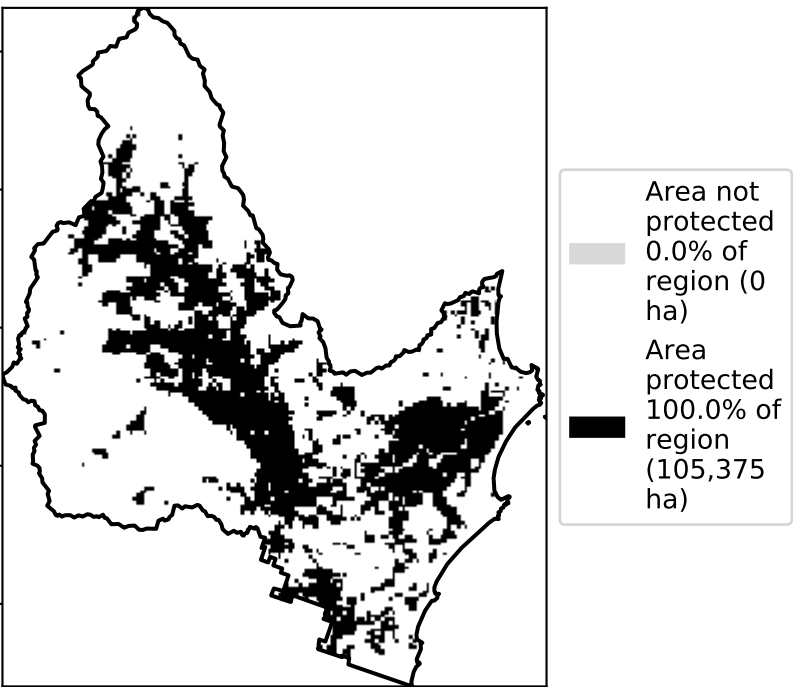 Area not
protected
0.0% of
region (0
ha)
Area
protected
100.0% of
region
(105,375
ha)